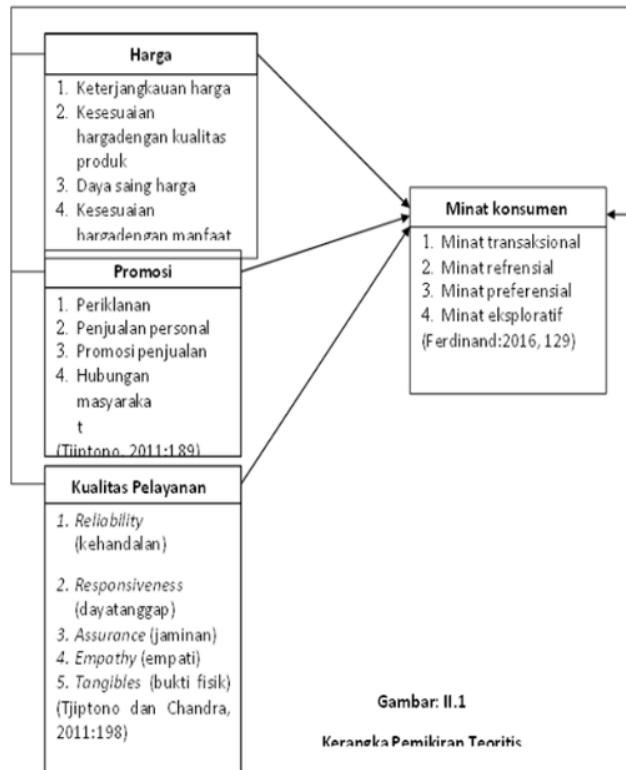 Harga
1. Keterjangkauan harga
2. Kesesuaian
hargadengan kualitas
produk
3. Daya saing harga
4. Kesesuaian
hargadengan manfaat
Promosi
1. Periklanan
2. Penjualan personal
3. Promosi penjualan
4. Hubungan
masyaraka
t
(Tjiptono, 2011:189)
Kualitas Pelayanan
1. Reliability
(kehandalan)
2. Responsiveness
(dayatanggap)
3. Assurance (jaminan)
4. Empathy (empati)
5. Tangibles (bukti fisik)
(Tjiptono dan Chandra,
2011:198)
Minat konsumen
1. Minat transaksional
2. Minat refrensial
3. Minat preferensial
4. Minat eksploratif
(Ferdinand:2016, 129)
Gambar: II.1
Kerangka Pemikiran Teoritis